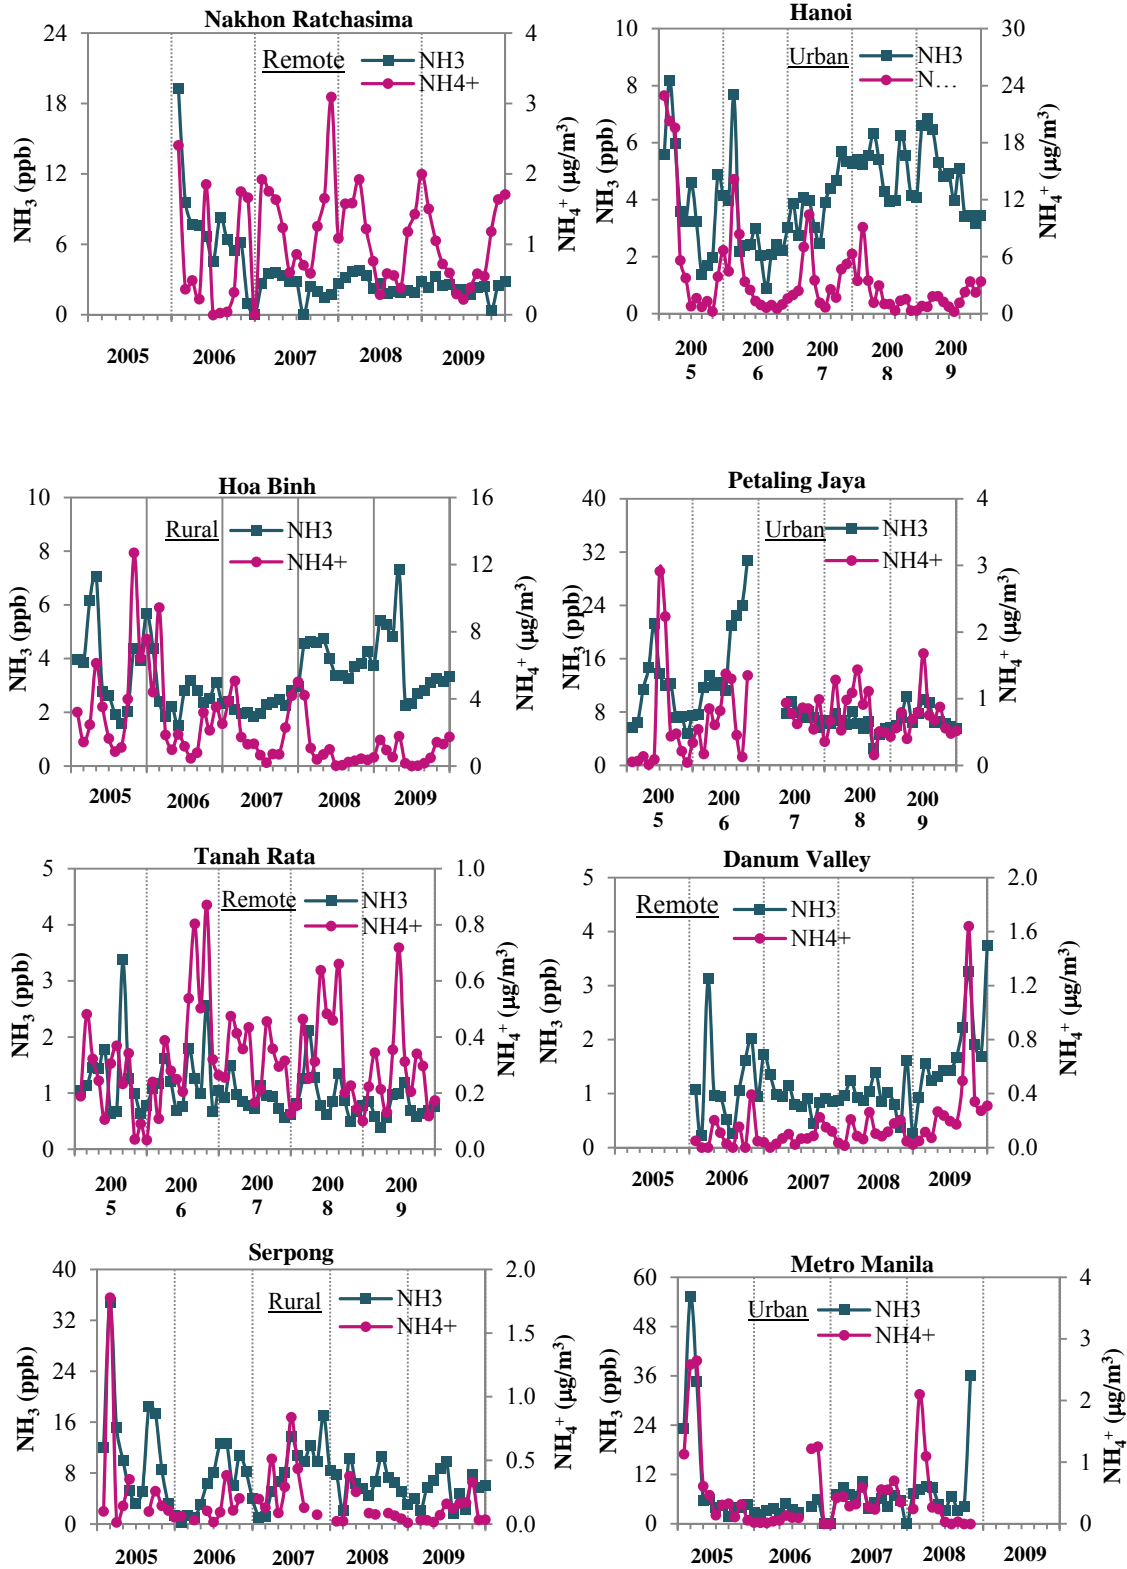 Nakhon Ratchasima
24
18
12
6
0
NH3 (ppb)
Remote
NH3
NH4+
4
3
2
1
0
NH4+ (µg/m³)
2005 2006 2007 2008 2009
Hanoi
10
8
6
4
2
0
NH3 (ppb)
Urban
NH3
N…
30
24
18
12
6
0
NH4+ (µg/m³)
200 200 200 200 200
5 6 7 8 9
Hoa Binh
10
8
6
4
2
0
NH3 (ppb)
Rural
NH3
NH4+
16
12
8
4
0
NH4+ (µg/m³)
2005 2006 2007 2008 2009
Petaling Jaya
40
32
24
16
8
0
NH3 (ppb)
Urban
NH3
NH4+
4
3
2
1
0
NH4+ (µg/m³)
200 200 200 200 200
5 6 7 8 9
Tanah Rata
5
4
3
2
1
0
NH3 (ppb)
Remote
NH3
NH4+
1.0
0.8
0.6
0.4
0.2
0.0
NH4+ (µg/m³)
200 200 200 200 200
5 6 7 8 9
Danum Valley
5
4
3
2
1
0
NH3 (ppb)
Remote
NH3
NH4+
2.0
1.6
1.2
0.8
0.4
0.0
NH4+ (µg/m³)
2005 2006 2007 2008 2009
Serpong
40
32
24
16
8
0
NH3 (ppb)
Rural
NH3
NH4+
2.0
1.5
1.0
0.5
0.0
NH4+ (µg/m³)
2005 2006 2007 2008 2009
Metro Manila
60
48
36
24
12
0
NH3 (ppb)
Urban
NH3
NH4+
4
3
2
1
0
NH4+ (µg/m³)
2005 2006 2007 2008 2009